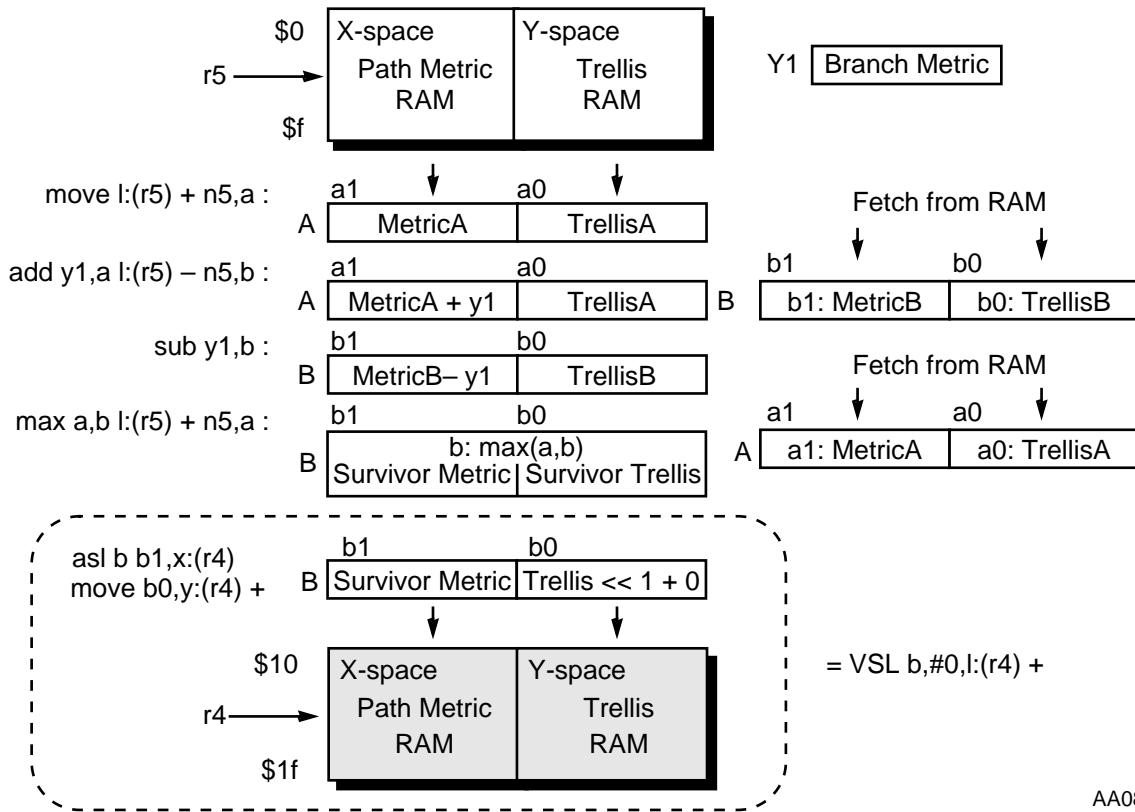 $0 X-space Y-space
r5 Path Metric Trellis Y1 Branch Metric
RAM RAM
$f
move l:(r5) + n5,a : a1 a0
A MetricA TrellisA Fetch from RAM
add y1,a l:(r5) – n5,b : a1 a0 b1 b0
A MetricA + y1 TrellisA B b1: MetricB b0: TrellisB
sub y1,b : b1 b0
B MetricB– y1 TrellisB Fetch from RAM
max a,b l:(r5) + n5,a : b1 b0 a1 a0
b: max(a,b)
B Survivor Metric Survivor Trellis A a1: MetricA a0: TrellisA
asl b b1,x:(r4) b1 b0
move b0,y:(r4) + B Survivor Metric Trellis << 1 + 0
$10 X-space Y-space = VSL b,#0,l:(r4) +
r4 Path Metric Trellis
RAM RAM
$1f